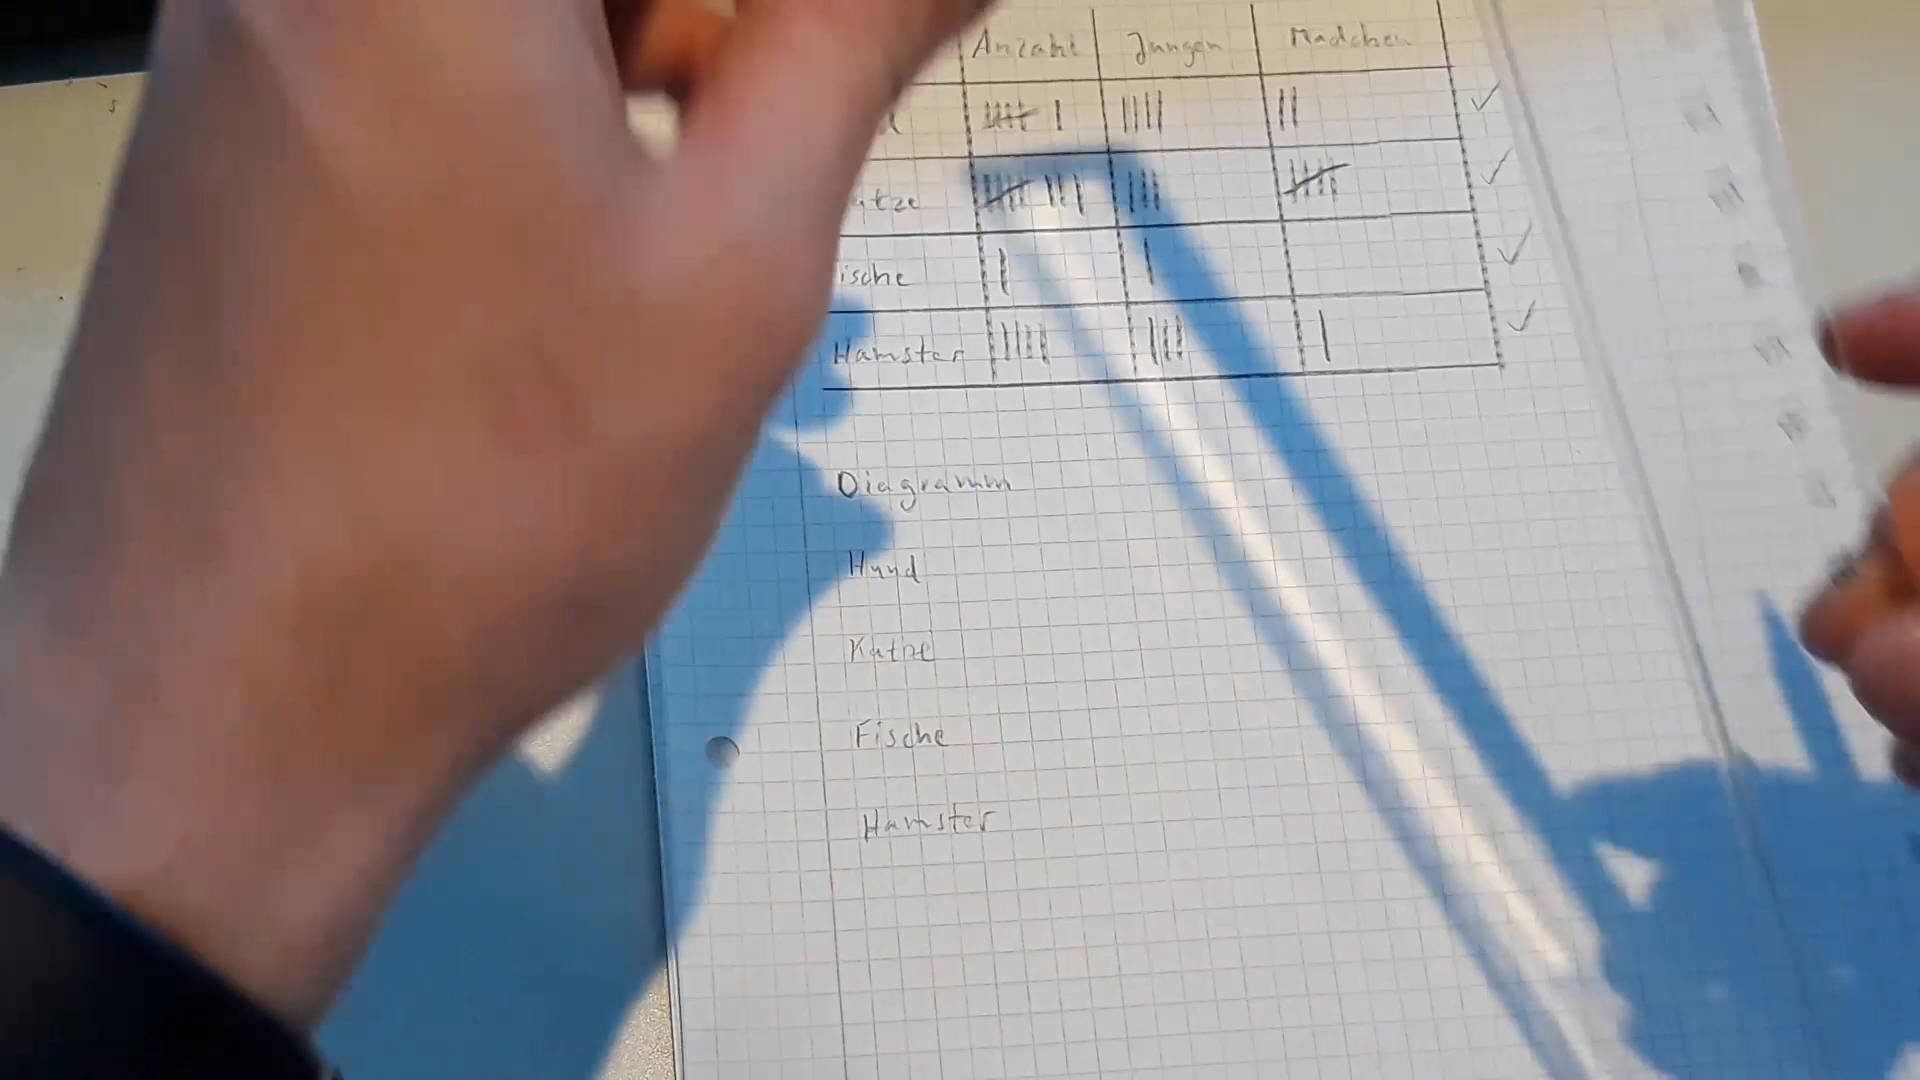 Anzahl Jungen Mädchen
atze
ische
Hamster
Diagramm
Hund
Katze
Fische
Hamster